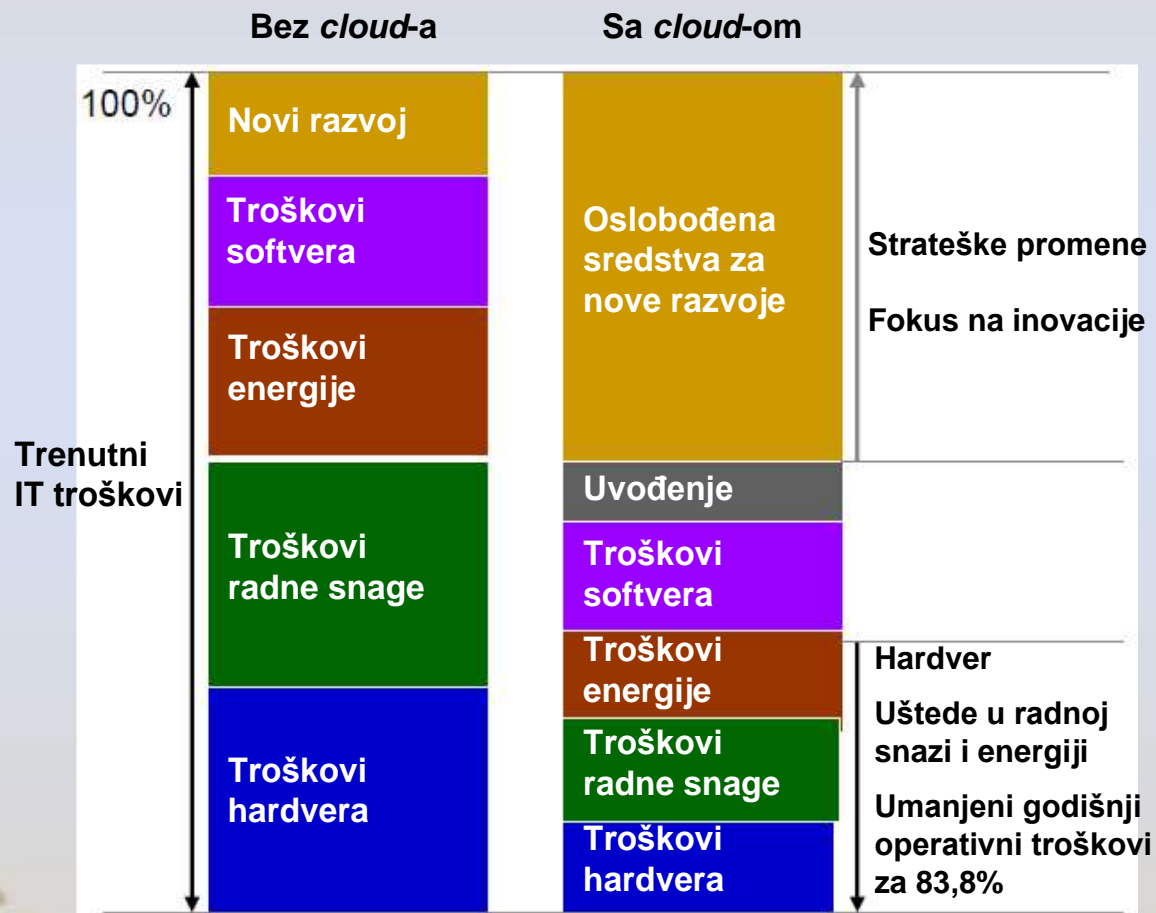 Bez cloud-a
Sa cloud-om
100%
Novi razvoj
Troškovi
softvera
Troškovi
energije
Trenutni
IT troškovi
Troškovi
radne snage
Troškovi
hardvera
Oslobođena
sredstva za
nove razvoje
Uvođenje
Troškovi
softvera
Troškovi
energije
Troškovi
radne snage
Troškovi
hardvera
Strateške promene
Fokus na inovacije
Hardver
Uštede u radnoj
snazi i energiji
Umanjeni godišnji
operativni troškovi
za 83,8%